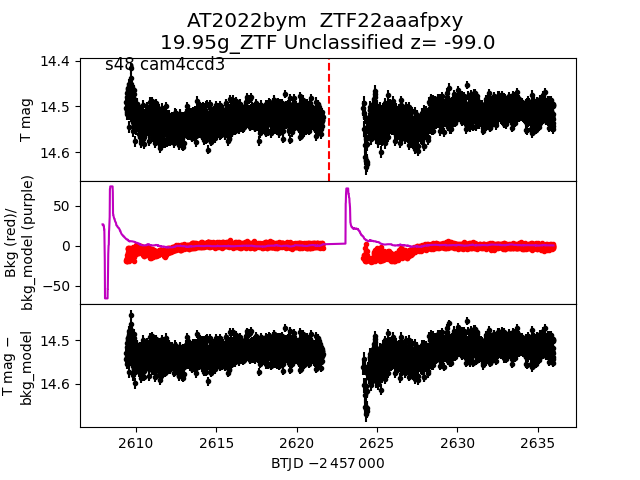 AT2022bym  ZTF22aaafpxy
19.95g_ZTF Unclassified z= -99.0
s48 cam4ccd3
14.4
14.5
14.6
T mag
50
0
−50
Bkg (red)/
bkg_model (purple)
14.5
14.6
T mag −
bkg_model
2610
2615
2620
2625
2630
2635
BTJD −2 457 000